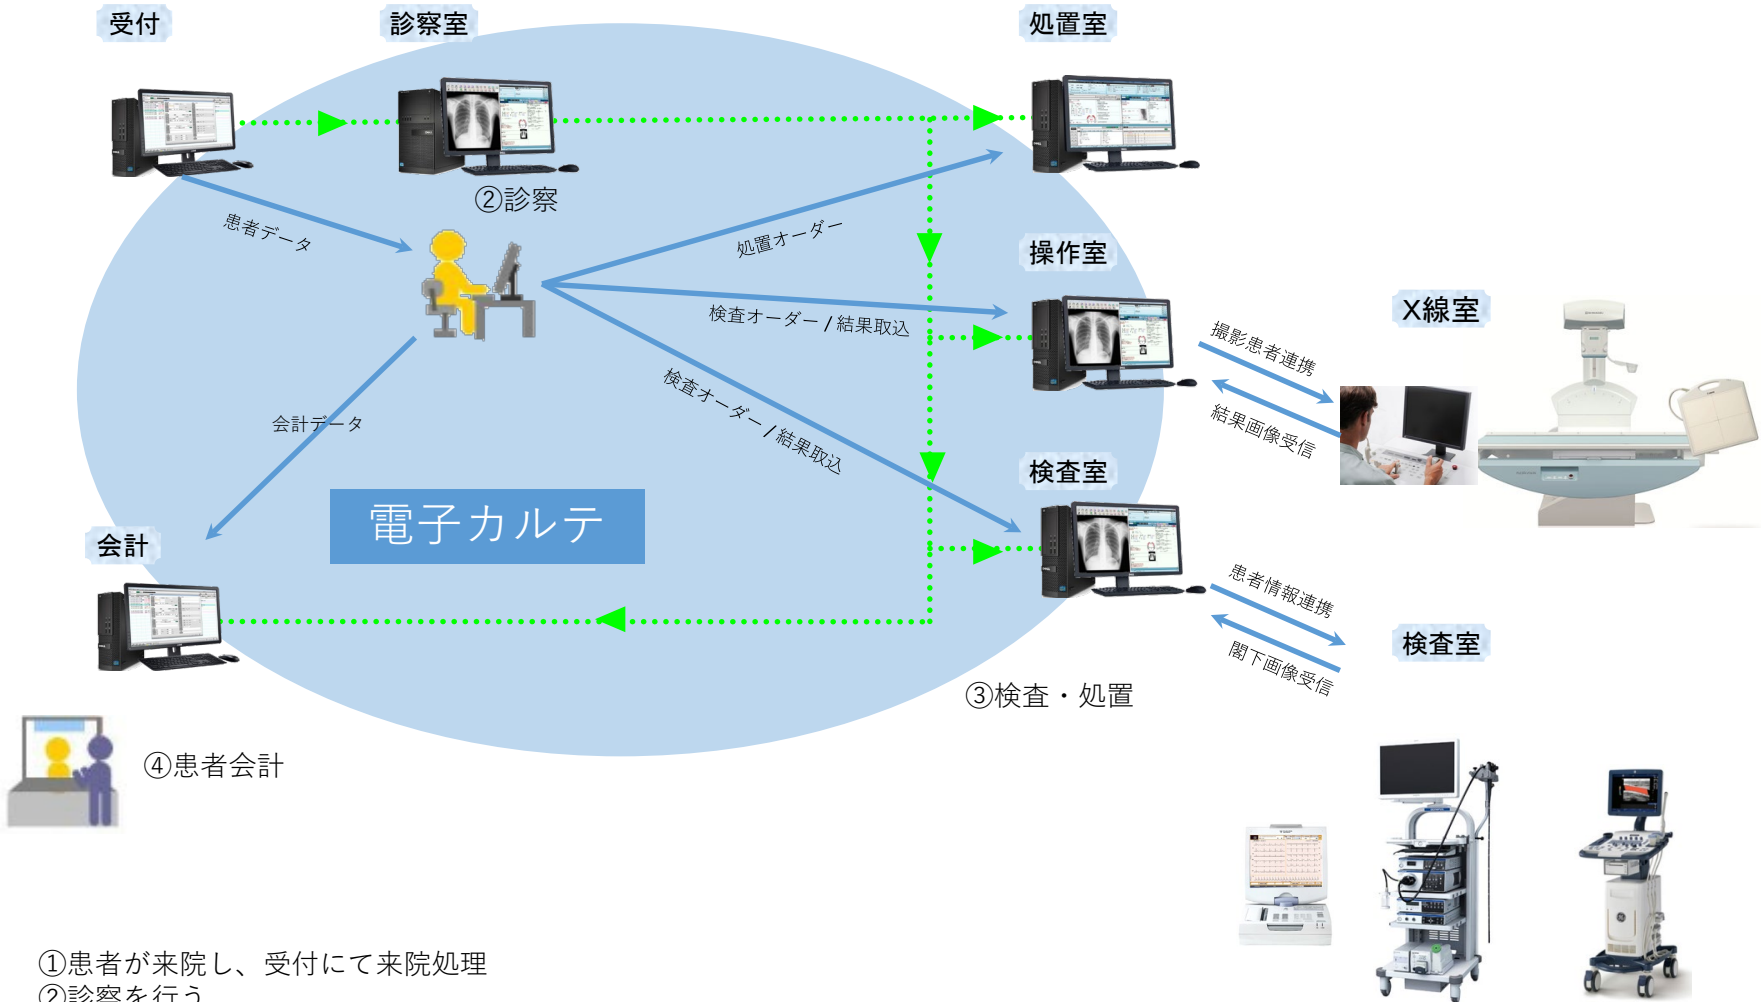 受付
診察室
処置室
②診察
患者データ
処置オーダー
操作室
X線室
検査オーダー / 結果取込
撮影患者連携
結果画像受信
検査オーダー / 結果取込
会計データ
検査室
電子カルテ
会計
患者情報連携
閣下画像受信
検査室
③検査・処置
④患者会計
①患者が来院し、受付にて来院処理
②診察を行う